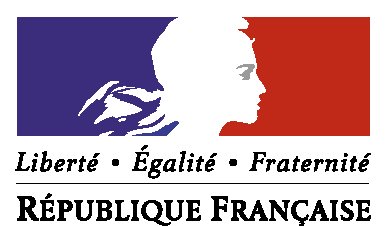 Liberté • Égalité • Fraternité
RÉPUBLIQUE FRANÇAISE